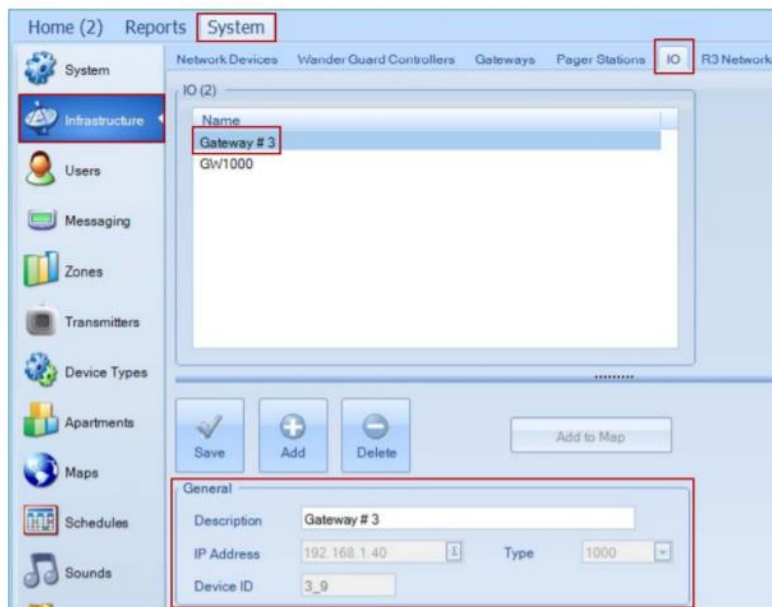 Home (2) Reports System
System
Infrastructure
Users
Messaging
Zones
Transmitters
Device Types
Apartments
Maps
Schedules
Sounds
Network Devices Wander Guard Controllers Gateways Pager Stations IO R3 Network
IO (2)
Name
Gateway # 3
GW1000
Save Add Delete Add to Map
General
Description Gateway # 3
IP Address 192.168.1.40 Type 1000
Device ID 3_9